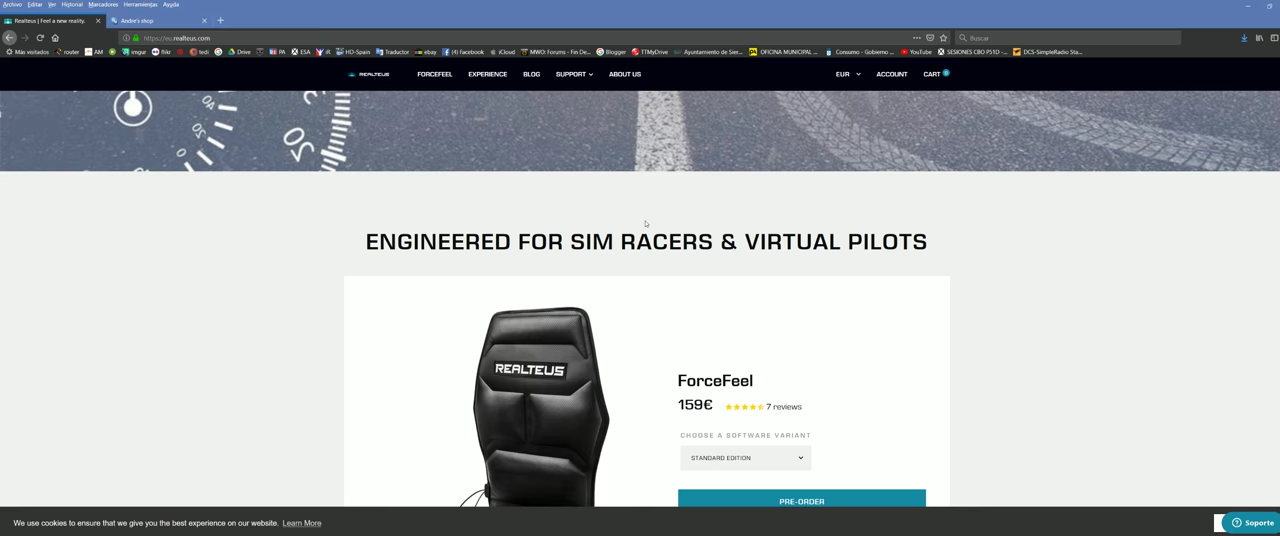 Archivo Editar Ver Historial Marcadores Herramientas Ayuda
Realteus | Feel a new reality. Andre's shop
https://eu.realteus.com Buscar
Más visitados router AM imgur flikr tedi Drive PA ESA iR HD-Spain Traductor ebay (4) Facebook iCloud MWO: Forums - Fin De... Blogger TTMyDrive Ayuntamiento de Sier... OFICINA MUNICIPAL ... Consumo - Gobierno ... YouTube SESIONES CBO P51D -... DCS-SimpleRadio Sta...
REALTEUS FORCEFEEL EXPERIENCE BLOG SUPPORT ABOUT US EUR ACCOUNT CART 0
ENGINEERED FOR SIM RACERS & VIRTUAL PILOTS
REALTEUS
ForceFeel
159€ 7 reviews
CHOOSE A SOFTWARE VARIANT
STANDARD EDITION
PRE-ORDER
We use cookies to ensure that we give you the best experience on our website. Learn More
Soporte